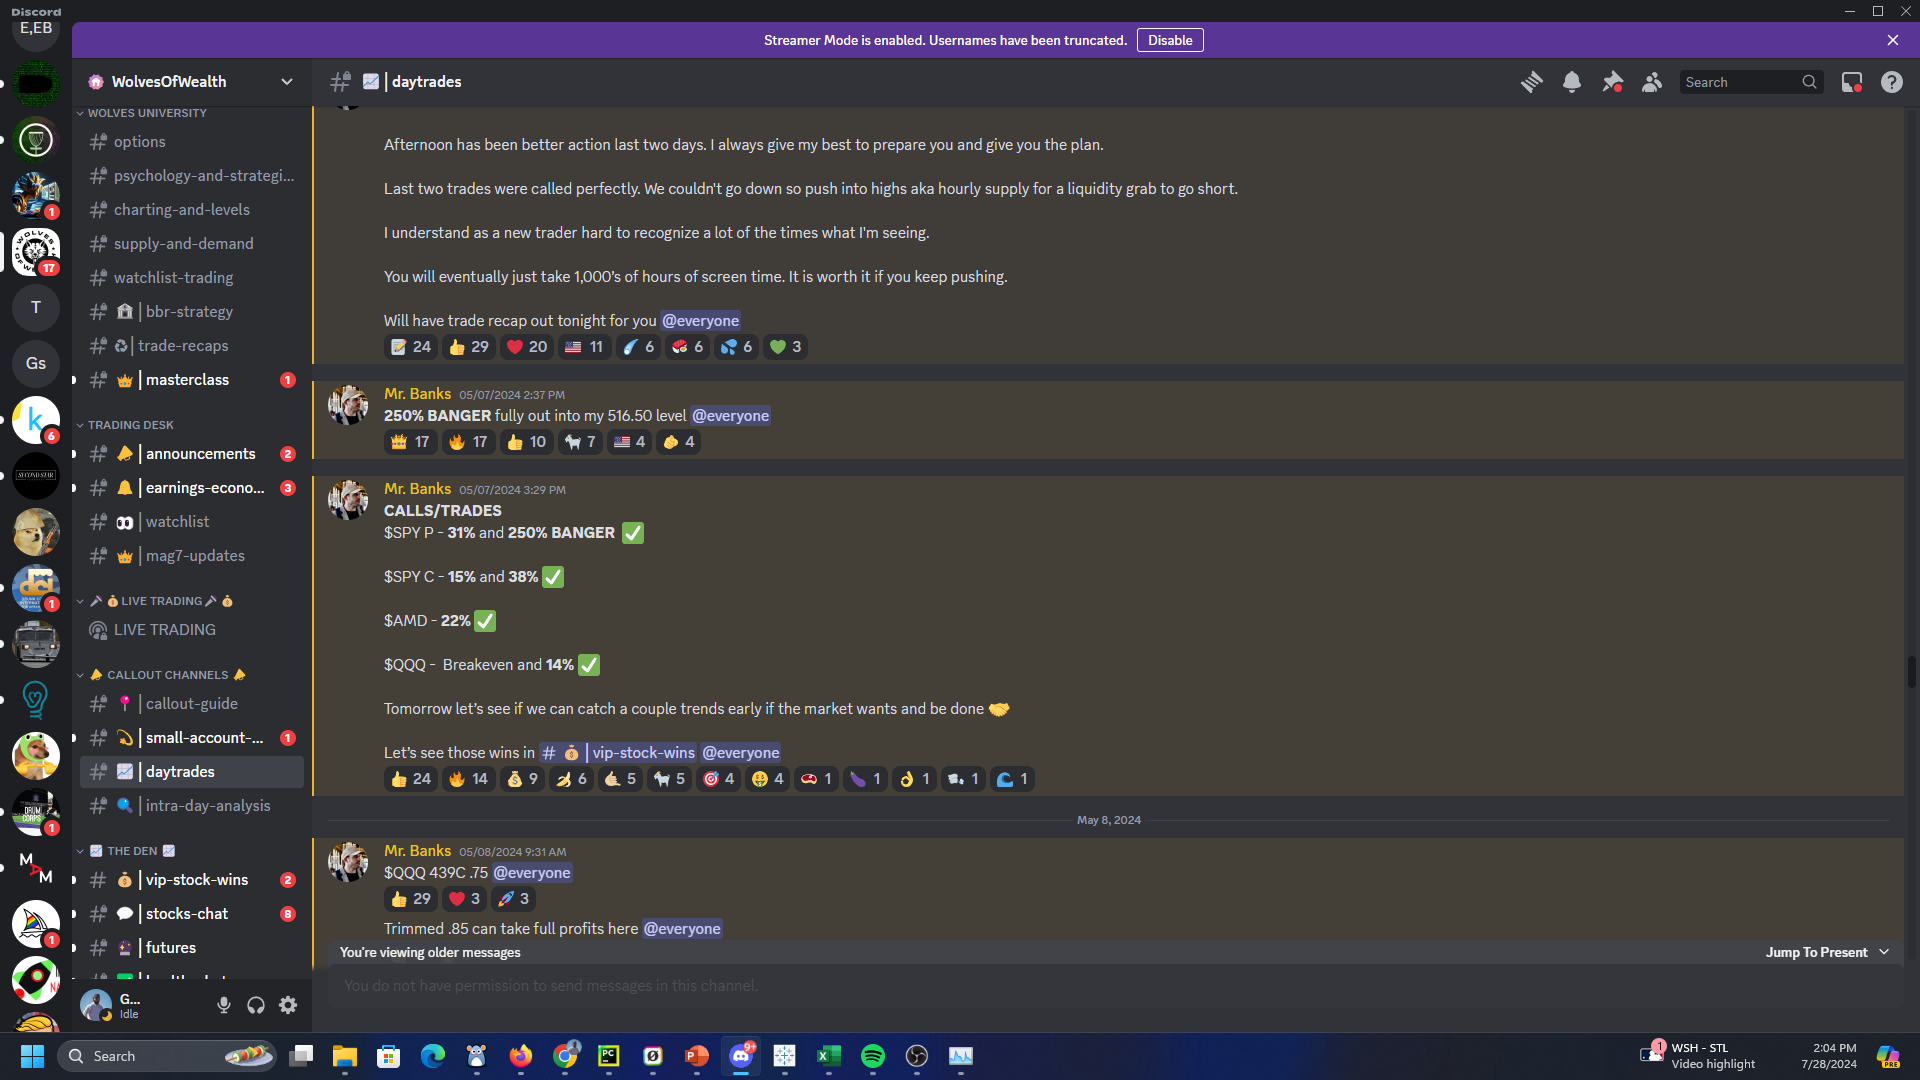 Discord
E,EB
Streamer Mode is enabled. Usernames have been truncated.
Disable
WolvesOfWealth
| daytrades
Search
WOLVES UNIVERSITY
options
psychology-and-strategi...
charting-and-levels
supply-and-demand
watchlist-trading
| bbr-strategy
| trade-recaps
| masterclass
1
TRADING DESK
| announcements
2
| earnings-econo...
3
| watchlist
| mag7-updates
LIVE TRADING
LIVE TRADING
CALLOUT CHANNELS
| callout-guide
| small-account-...
1
| daytrades
| intra-day-analysis
THE DEN
| vip-stock-wins
2
| stocks-chat
8
| futures
G...
Idle
1
17
T
Gs
k
6
SECOND STAR
dci
1
DRUM CORPS
1
M A M
1
Afternoon has been better action last two days. I always give my best to prepare you and give you the plan.
Last two trades were called perfectly. We couldn't go down so push into highs aka hourly supply for a liquidity grab to go short.
I understand as a new trader hard to recognize a lot of the times what I'm seeing.
You will eventually just take 1,000's of hours of screen time. It is worth it if you keep pushing.
Will have trade recap out tonight for you @everyone
24 29 20 11 6 6 6 3
Mr. Banks 05/07/2024 2:37 PM
250% BANGER fully out into my 516.50 level @everyone
17 17 10 7 4 4
Mr. Banks 05/07/2024 3:29 PM
CALLS/TRADES
$SPY P - 31% and 250% BANGER
$SPY C - 15% and 38%
$AMD - 22%
$QQQ - Breakeven and 14%
Tomorrow let's see if we can catch a couple trends early if the market wants and be done
Let's see those wins in # | vip-stock-wins @everyone
24 14 9 6 5 5 4 4 1 1 1 1 1
May 8, 2024
Mr. Banks 05/08/2024 9:31 AM
$QQQ 439C .75 @everyone
29 3 3
Trimmed .85 can take full profits here @everyone
You're viewing older messages
Jump To Present
You do not have permission to send messages in this channel.
Search
PC
9+
1
WSH - STL
Video highlight
2:04 PM
7/28/2024
PRE